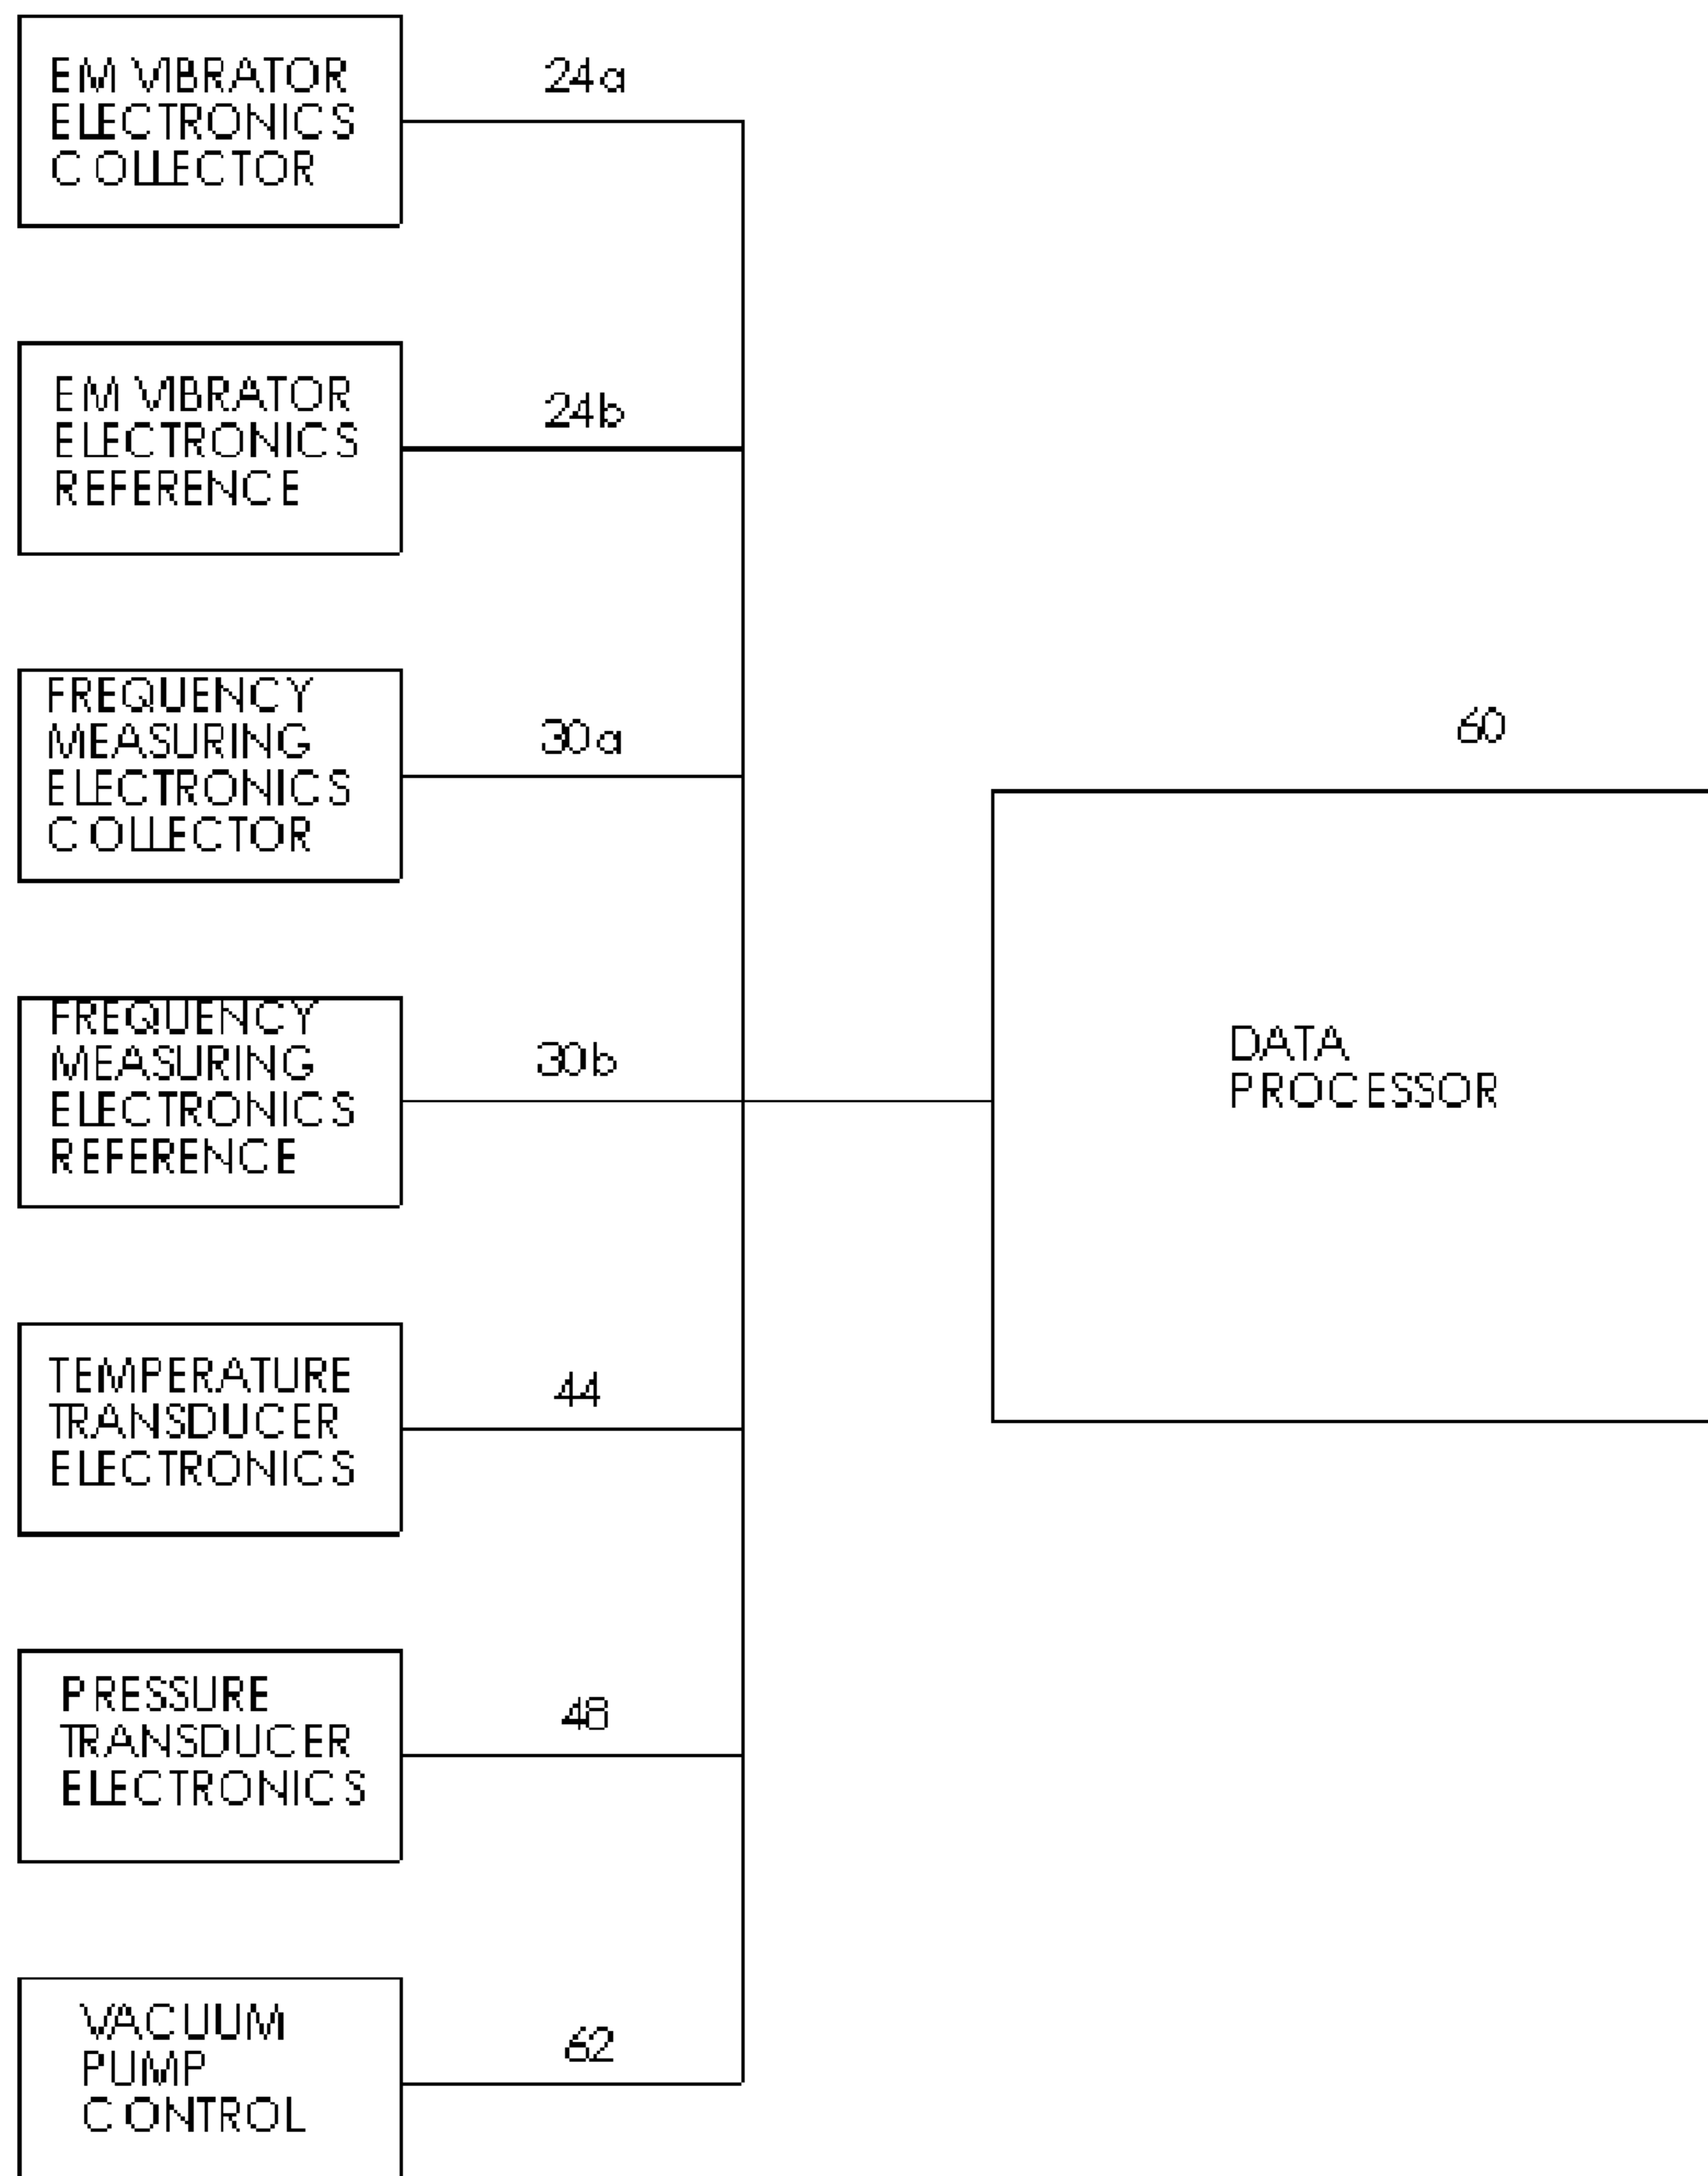 EM VIBRATOR
ELECTRONICS
COLLECTOR
24a
EM VIBRATOR
ELECTRONICS
REFERENCE
24b
FREQUENCY
MEASURING
ELECTRONICS
COLLECTOR
30a
FREQUENCY
MEASURING
ELECTRONICS
REFERENCE
30b
TEMPERATURE
TRANSDUCER
ELECTRONICS
44
PRESSURE
TRANSDUCER
ELECTRONICS
48
VACUUM
PUMP
CONTROL
62
60
DATA
PROCESSOR